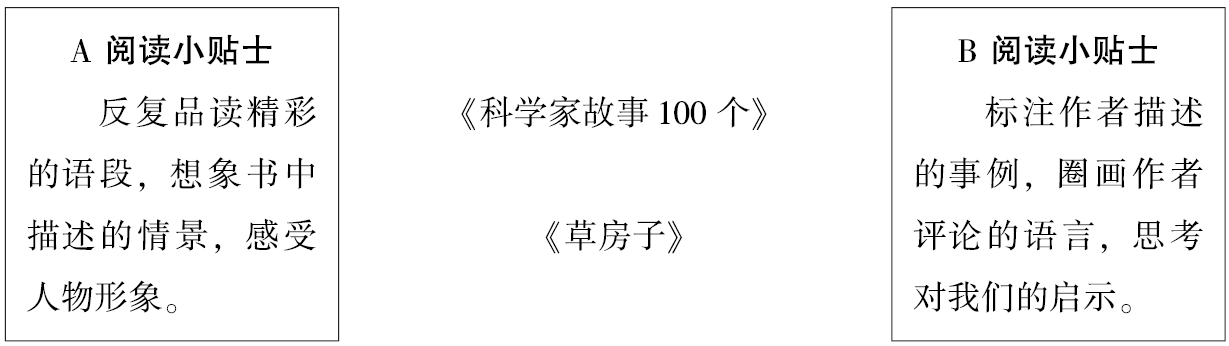 A 阅读小贴士
反复品读精彩
的语段，想象书中
描述的情景，感受
人物形象。
《科学家故事 100 个》
《草房子》
B 阅读小贴士
标注作者描述
的事例，圈画作者
评论的语言，思考
对我们的启示。